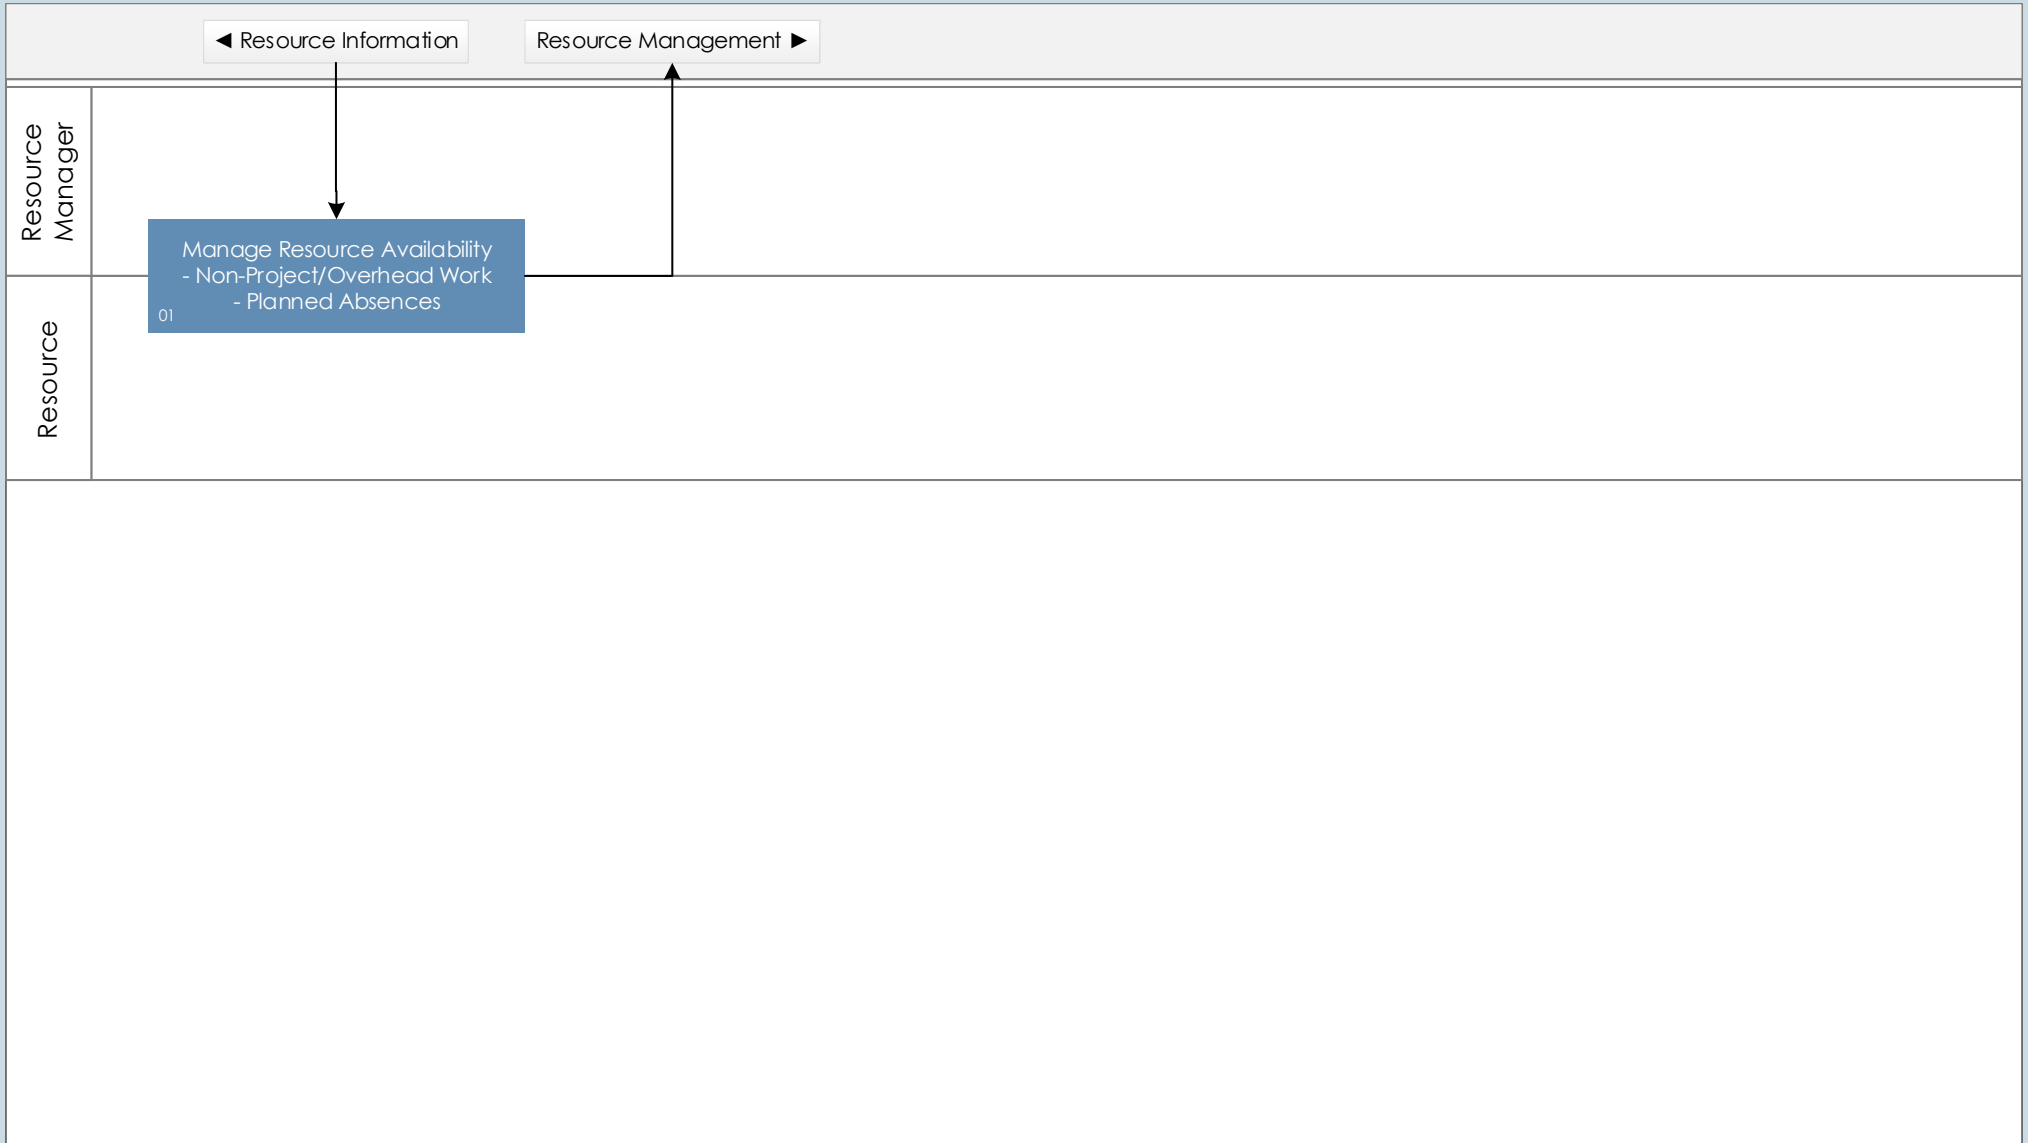 ◄ Resource Information
Resource Management ►
Resource
Manager
Manage Resource Availability
- Non-Project/Overhead Work
- Planned Absences
01
Resource